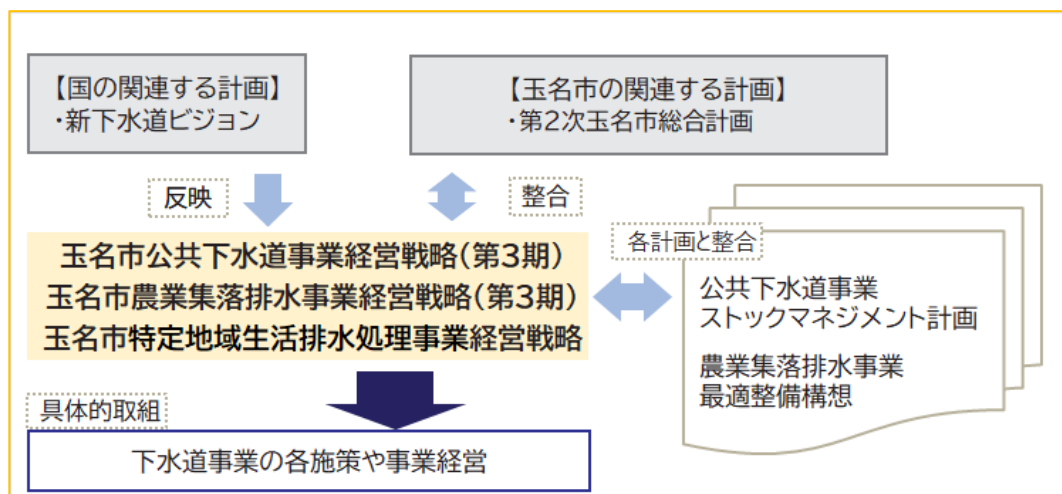 【国の関連する計画】
・新下水道ビジョン
【玉名市の関連する計画】
・第2次玉名市総合計画
反映
整合
玉名市公共下水道事業経営戦略(第3期)
玉名市農業集落排水事業経営戦略(第3期)
玉名市特定地域生活排水処理事業経営戦略
各計画と整合
公共下水道事業
ストックマネジメント計画
農業集落排水事業
最適整備構想
具体的取組
下水道事業の各施策や事業経営